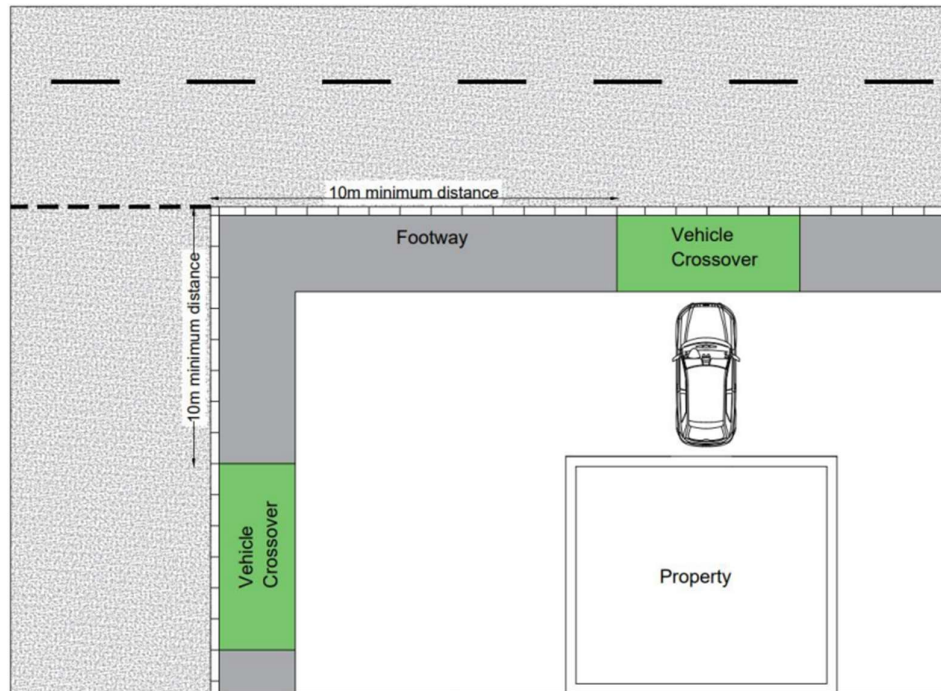 10m minimum distance
Footway
Vehicle
Crossover
10m minimum distance
Vehicle
Crossover
Property